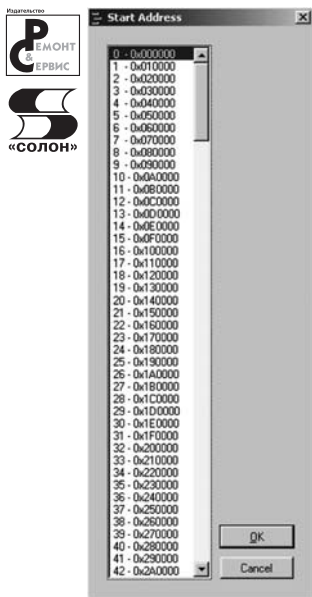 Издательство
РЕМОНТ
&
СЕРВИС
«СОЛОН»
Start Address
0 - 0x000000
1 - 0x010000
2 - 0x020000
3 - 0x030000
4 - 0x040000
5 - 0x050000
6 - 0x060000
7 - 0x070000
8 - 0x080000
9 - 0x090000
10 - 0x0A0000
11 - 0x0B0000
12 - 0x0C0000
13 - 0x0D0000
14 - 0x0E0000
15 - 0x0F0000
16 - 0x100000
17 - 0x110000
18 - 0x120000
19 - 0x130000
20 - 0x140000
21 - 0x150000
22 - 0x160000
23 - 0x170000
24 - 0x180000
25 - 0x190000
26 - 0x1A0000
27 - 0x1B0000
28 - 0x1C0000
29 - 0x1D0000
30 - 0x1E0000
31 - 0x1F0000
32 - 0x200000
33 - 0x210000
34 - 0x220000
35 - 0x230000
36 - 0x240000
37 - 0x250000
38 - 0x260000
39 - 0x270000
40 - 0x280000
41 - 0x290000
42 - 0x2A0000
OK
Cancel